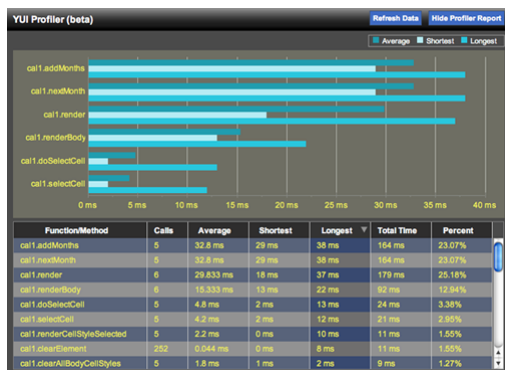 YUI Profiler (beta)
Refresh Data
Hide Profiler Report
Average
Shortest
Longest
cal1.addMonths
cal1.nextMonth
cal1.render
cal1.renderBody
cal1.doSelectCell
cal1.selectCell
0 ms 5 ms 10 ms 15 ms 20 ms 25 ms 30 ms 35 ms 40 ms
Function/Method Calls Average Shortest Longest Total Time Percent
cal1.addMonths 5 32.8 ms 29 ms 38 ms 164 ms 23.07%
cal1.nextMonth 5 32.8 ms 29 ms 38 ms 164 ms 23.07%
cal1.render 6 29.833 ms 18 ms 37 ms 179 ms 25.18%
cal1.renderBody 6 15.333 ms 13 ms 22 ms 92 ms 12.94%
cal1.doSelectCell 5 4.8 ms 2 ms 13 ms 24 ms 3.38%
cal1.selectCell 5 4.2 ms 2 ms 12 ms 21 ms 2.95%
cal1.renderCellStyleSelected 5 2.2 ms 0 ms 10 ms 11 ms 1.55%
cal1.clearElement 252 0.044 ms 0 ms 8 ms 11 ms 1.55%
cal1.clearAllBodyCellStyles 5 1.8 ms 1 ms 2 ms 9 ms 1.27%